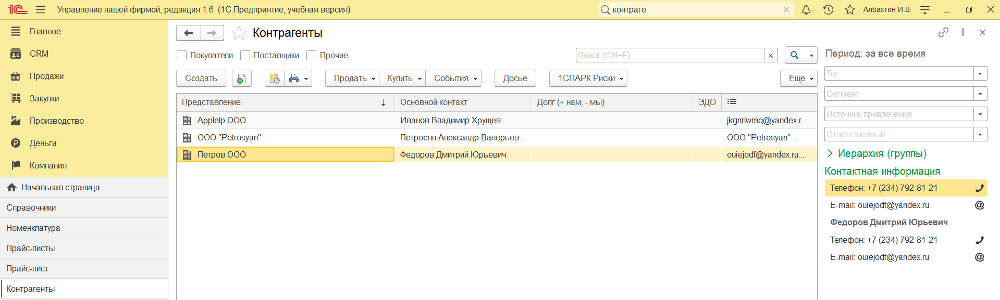 1С Управление нашей фирмой, редакция 1.6 (1С:Предприятие, учебная версия) контраге Албахтин И.В.
Главное
CRM
Продажи
Закупки
Производство
Деньги
Компания
Начальная страница
Справочники
Номенклатура
Прайс-листы
Прайс-лист
Контрагенты
Контрагенты
Покупатели Поставщики Прочие Поиск (Ctrl+F)
Создать Продать Купить События Досье 1СПАРК Риски Еще
Представление Основной контакт Долг (+ нам, - мы) ЭДО
Applelp ООО Иванов Владимир Хрущев jkgnrlwmq@yandex.r...
ООО "Petrosyan" Петросян Александр Валерьев... ООО "Petrosyan" ...
Петров ООО Федоров Дмитрий Юрьевич ouiejodf@yandex.ru...
Период: за все время
Тег
Сегмент
Источник привлечения
Ответственный
Иерархия (группы)
Контактная информация
Телефон: +7 (234) 792-81-21
E-mail: ouiejodf@yandex.ru
Федоров Дмитрий Юрьевич
Телефон: +7 (234) 792-81-21
E-mail: ouiejodf@yandex.ru